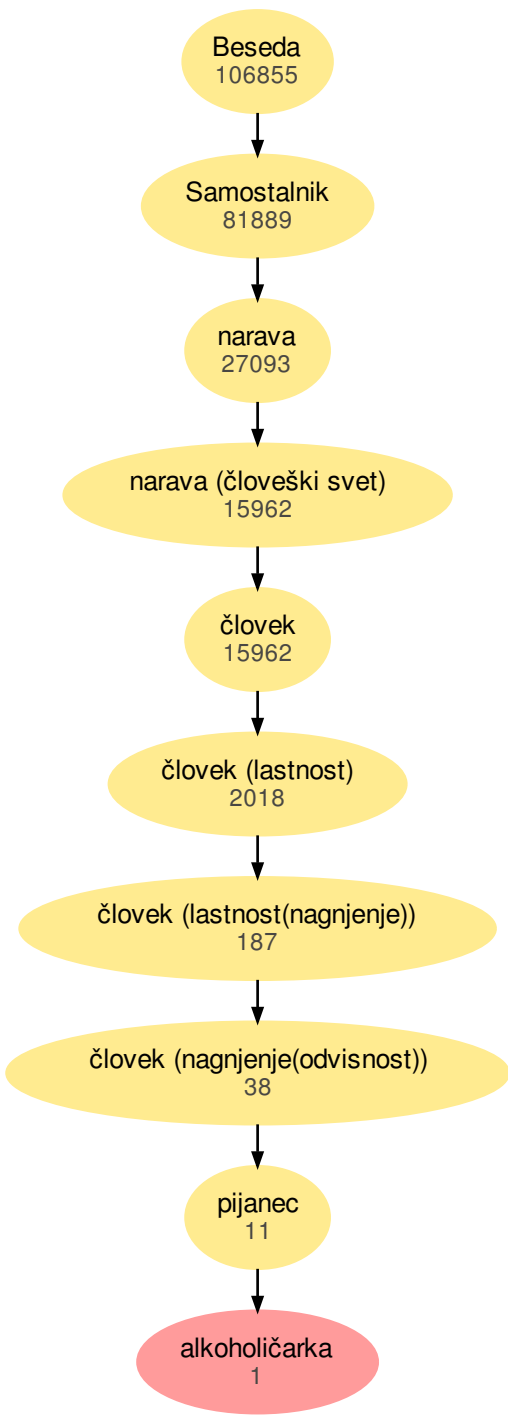 Beseda
106855
Samostalnik
81889
narava
27093
narava (človeški svet)
15962
človek
15962
človek (lastnost)
2018
človek (lastnost(nagnjenje))
187
človek (nagnjenje(odvisnost))
38
pijanec
11
alkoholičarka
1